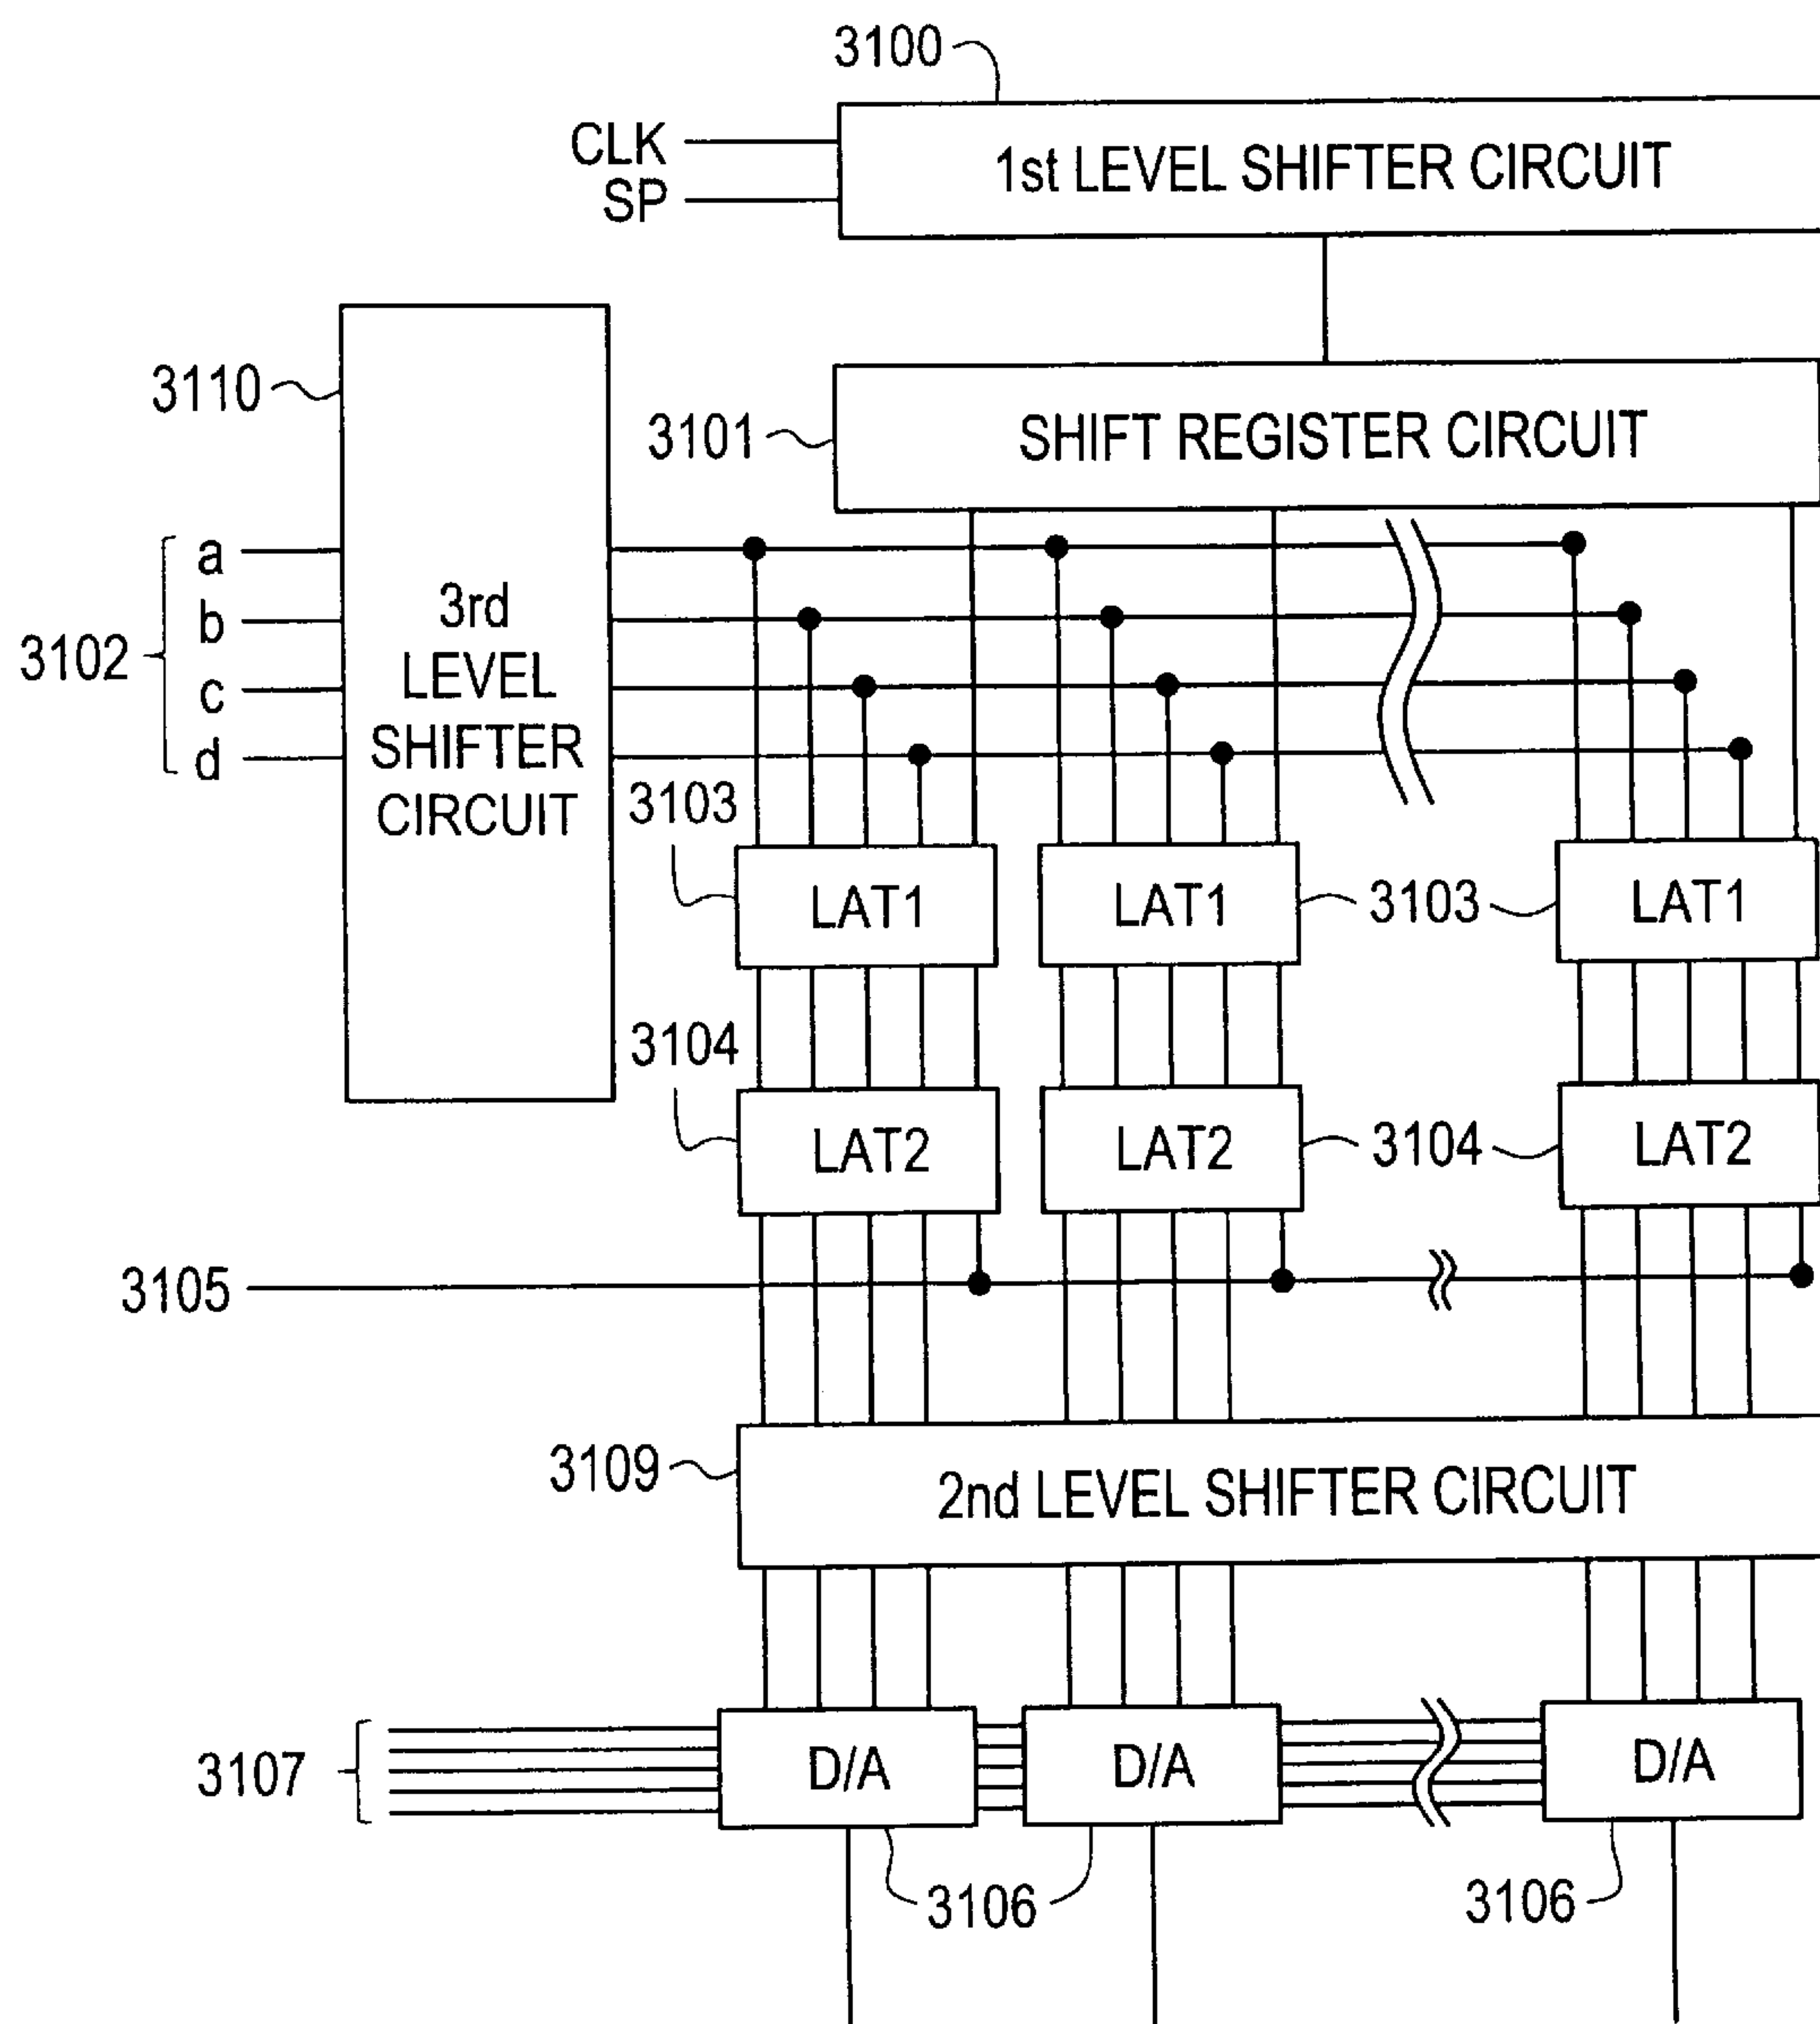 3100
CLK
SP
1st LEVEL SHIFTER CIRCUIT
3110
3101
SHIFT REGISTER CIRCUIT
3102
a
b
c
d
3rd
LEVEL
SHIFTER
CIRCUIT
3103
LAT1
LAT1
3103
LAT1
3104
LAT2
LAT2
3104
LAT2
3105
3109
2nd LEVEL SHIFTER CIRCUIT
3107
D/A
D/A
D/A
3106
3106